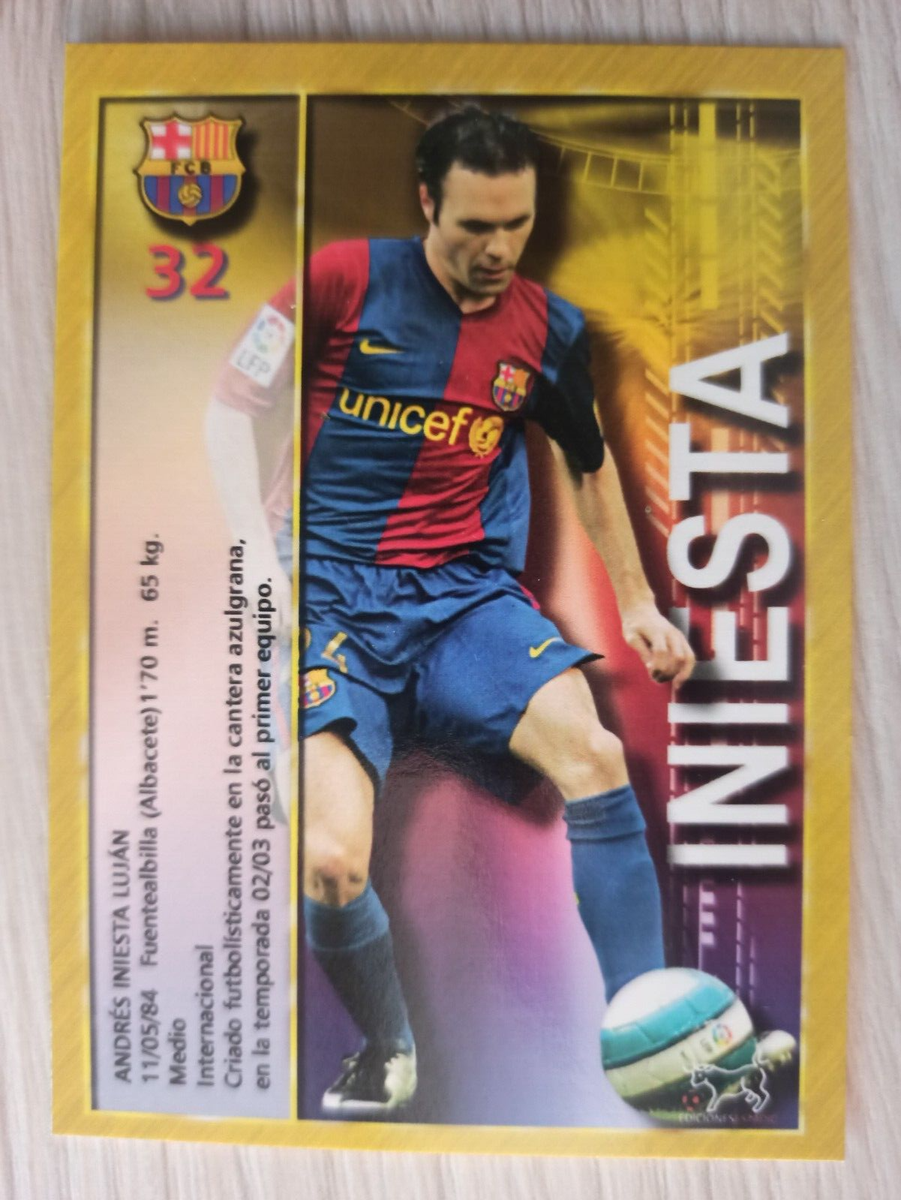 FCB
32
LFP
unicef
INIESTA
ANDRÉS INIESTA LUJÁN
11/05/84 Fuentealbilla (Albacete) 1'70 m. 65 kg.
Medio
Internacional
Criado futbolísticamente en la cantera azulgrana,
en la temporada 02/03 pasó al primer equipo.
EDICIONES